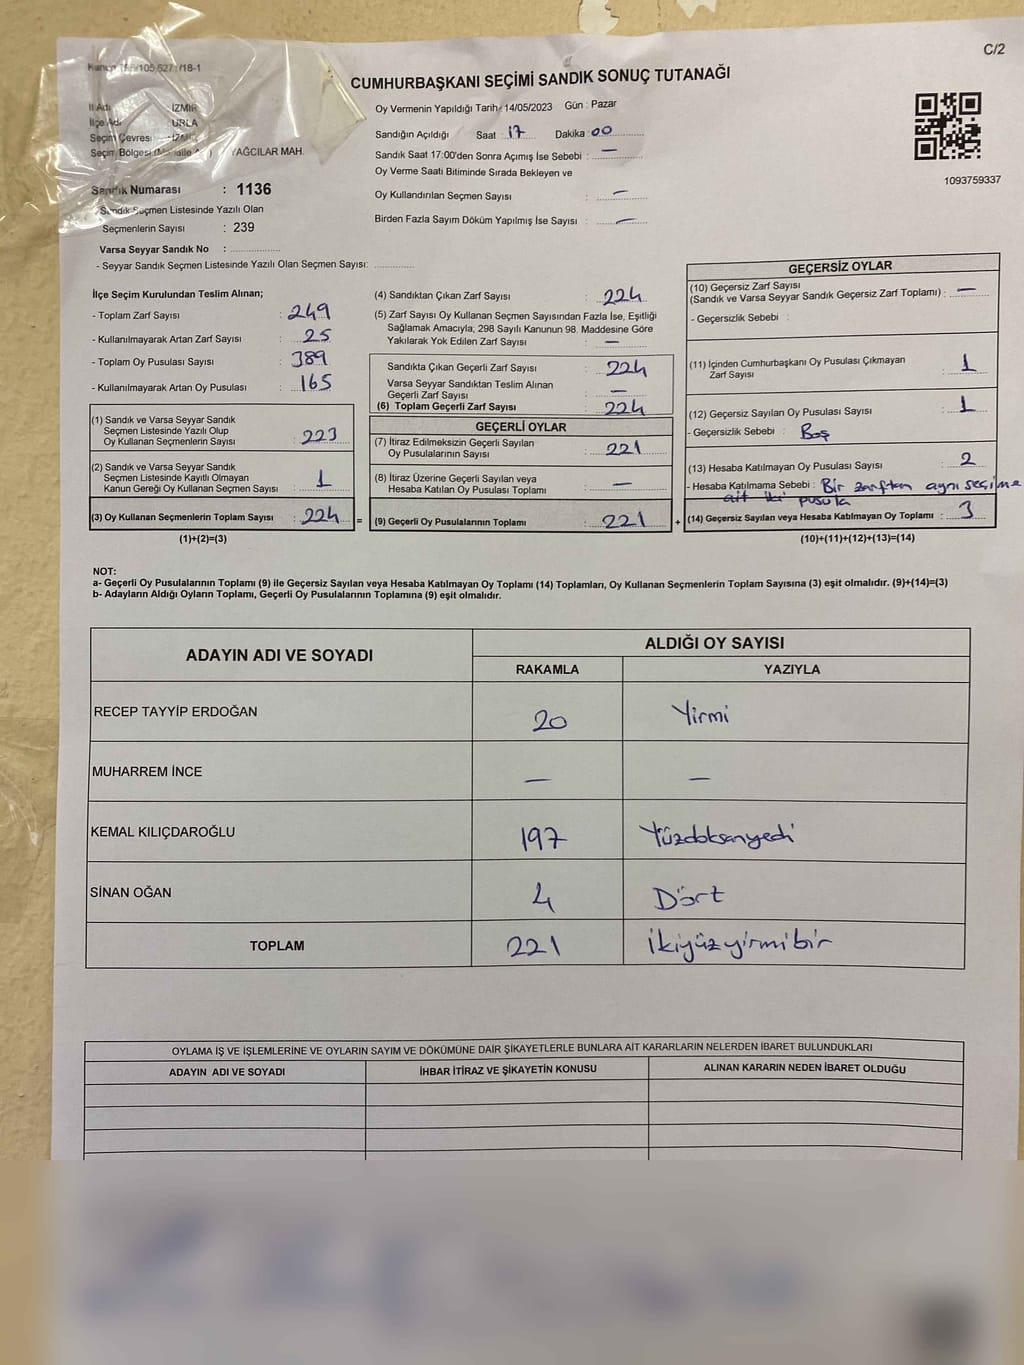 C/2
CUMHURBAŞKANI SEÇİMİ SANDIK SONUÇ TUTANAĞI
İl Adı : İZMİR
İlçe Adı : URLA
Seçim Çevresi : İZMİR
Seçim Bölgesi YAĞCILAR MAH.
Sandık Numarası : 1136
Sandık Seçmen Listesinde Yazılı Olan
Seçmenlerin Sayısı : 239
Varsa Seyyar Sandık No :
- Seyyar Sandık Seçmen Listesinde Yazılı Olan Seçmen Sayısı:
Oy Vermenin Yapıldığı Tarih : 14/05/2023 Gün : Pazar
Sandığın Açıldığı Saat 17 Dakika 00
Sandık Saat 17:00'den Sonra Açımış İse Sebebi : —
Oy Verme Saati Bitiminde Sırada Bekleyen ve
Oy Kullandırılan Seçmen Sayısı : —
Birden Fazla Sayım Döküm Yapılmış İse Sayısı : —
1093759337
İlçe Seçim Kurulundan Teslim Alınan;
- Toplam Zarf Sayısı : 249
- Kullanılmayarak Artan Zarf Sayısı : 25
- Toplam Oy Pusulası Sayısı : 389
- Kullanılmayarak Artan Oy Pusulası : 165
(1) Sandık ve Varsa Seyyar Sandık
Seçmen Listesinde Yazılı Olup
Oy Kullanan Seçmenlerin Sayısı : 223
(2) Sandık ve Varsa Seyyar Sandık
Seçmen Listesinde Kayıtlı Olmayan
Kanun Gereği Oy Kullanan Seçmen Sayısı : 1
(3) Oy Kullanan Seçmenlerin Toplam Sayısı : 224 =
(1)+(2)=(3)
(4) Sandıktan Çıkan Zarf Sayısı : 224
(5) Zarf Sayısı Oy Kullanan Seçmen Sayısından Fazla İse, Eşitliği
Sağlamak Amacıyla, 298 Sayılı Kanunun 98. Maddesine Göre
Yakılarak Yok Edilen Zarf Sayısı : —
Sandıkta Çıkan Geçerli Zarf Sayısı : 224
Varsa Seyyar Sandıktan Teslim Alınan
Geçerli Zarf Sayısı : —
(6) Toplam Geçerli Zarf Sayısı : 224
GEÇERLİ OYLAR
(7) İtiraz Edilmeksizin Geçerli Sayılan
Oy Pusulalarının Sayısı : 221
(8) İtiraz Üzerine Geçerli Sayılan veya
Hesaba Katılan Oy Pusulası Toplamı : —
(9) Geçerli Oy Pusulalarının Toplamı : 221 +
GEÇERSİZ OYLAR
(10) Geçersiz Zarf Sayısı
(Sandık ve Varsa Seyyar Sandık Geçersiz Zarf Toplamı) : —
- Geçersizlik Sebebi :
(11) İçinden Cumhurbaşkanı Oy Pusulası Çıkmayan
Zarf Sayısı : 1
(12) Geçersiz Sayılan Oy Pusulası Sayısı : 1
- Geçersizlik Sebebi : Boş
(13) Hesaba Katılmayan Oy Pusulası Sayısı : 2
- Hesaba Katılmama Sebebi : Bir zarftan aynı seçime
ait iki pusula
(14) Geçersiz Sayılan veya Hesaba Katılmayan Oy Toplamı : 3
(10)+(11)+(12)+(13)=(14)
NOT:
a- Geçerli Oy Pusulalarının Toplamı (9) ile Geçersiz Sayılan veya Hesaba Katılmayan Oy Toplamı (14) Toplamları, Oy Kullanan Seçmenlerin Toplam Sayısına (3) eşit olmalıdır. (9)+(14)=(3)
b- Adayların Aldığı Oyların Toplamı, Geçerli Oy Pusulalarının Toplamına (9) eşit olmalıdır.
ADAYIN ADI VE SOYADI ALDIĞI OY SAYISI
RAKAMLA YAZIYLA
RECEP TAYYİP ERDOĞAN 20 Yirmi
MUHARREM İNCE — —
KEMAL KILIÇDAROĞLU 197 Yüzdoksanyedi
SİNAN OĞAN 4 Dört
TOPLAM 221 İkiyüzyirmibir
OYLAMA İŞ VE İŞLEMLERİNE VE OYLARIN SAYIM VE DÖKÜMÜNE DAİR ŞİKAYETLERLE BUNLARA AİT KARARLARIN NELERDEN İBARET BULUNDUKLARI
ADAYIN ADI VE SOYADI İHBAR İTİRAZ VE ŞİKAYETİN KONUSU ALINAN KARARIN NEDEN İBARET OLDUĞU